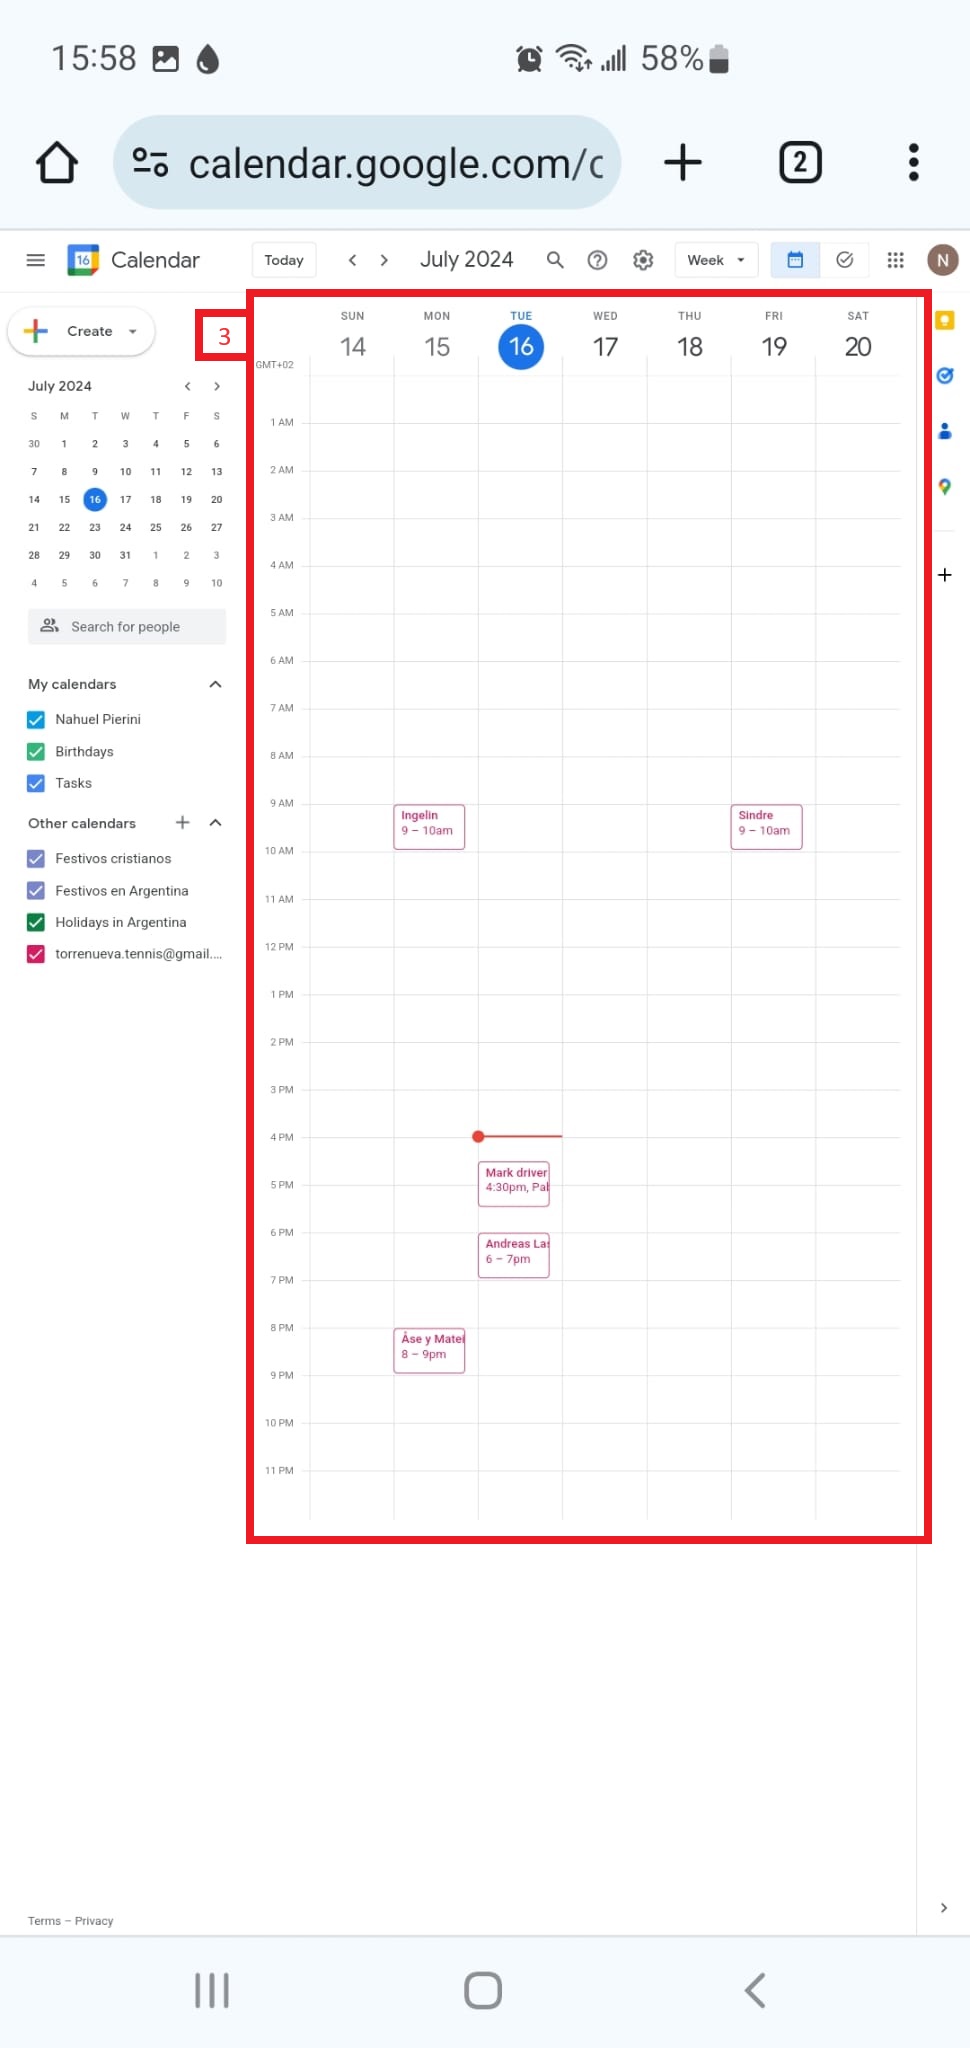 15:58
58%
calendar.google.com/c
2
16
Calendar
Today
July 2024
Week
N
Create
3
SUN MON TUE WED THU FRI SAT
14 15 16 17 18 19 20
GMT+02
July 2024
S M T W T F S
30 1 2 3 4 5 6
7 8 9 10 11 12 13
14 15 16 17 18 19 20
21 22 23 24 25 26 27
28 29 30 31 1 2 3
4 5 6 7 8 9 10
Search for people
My calendars
Nahuel Pierini
Birthdays
Tasks
Other calendars
Festivos cristianos
Festivos en Argentina
Holidays in Argentina
torrenueva.tennis@gmail....
1 AM
2 AM
3 AM
4 AM
5 AM
6 AM
7 AM
8 AM
9 AM
Ingelin
9 – 10am
Sindre
9 – 10am
10 AM
11 AM
12 PM
1 PM
2 PM
3 PM
4 PM
Mark driver
4:30pm, Pal
5 PM
6 PM
Andreas Las
6 – 7pm
7 PM
8 PM
Åse y Matei
8 – 9pm
9 PM
10 PM
11 PM
Terms – Privacy